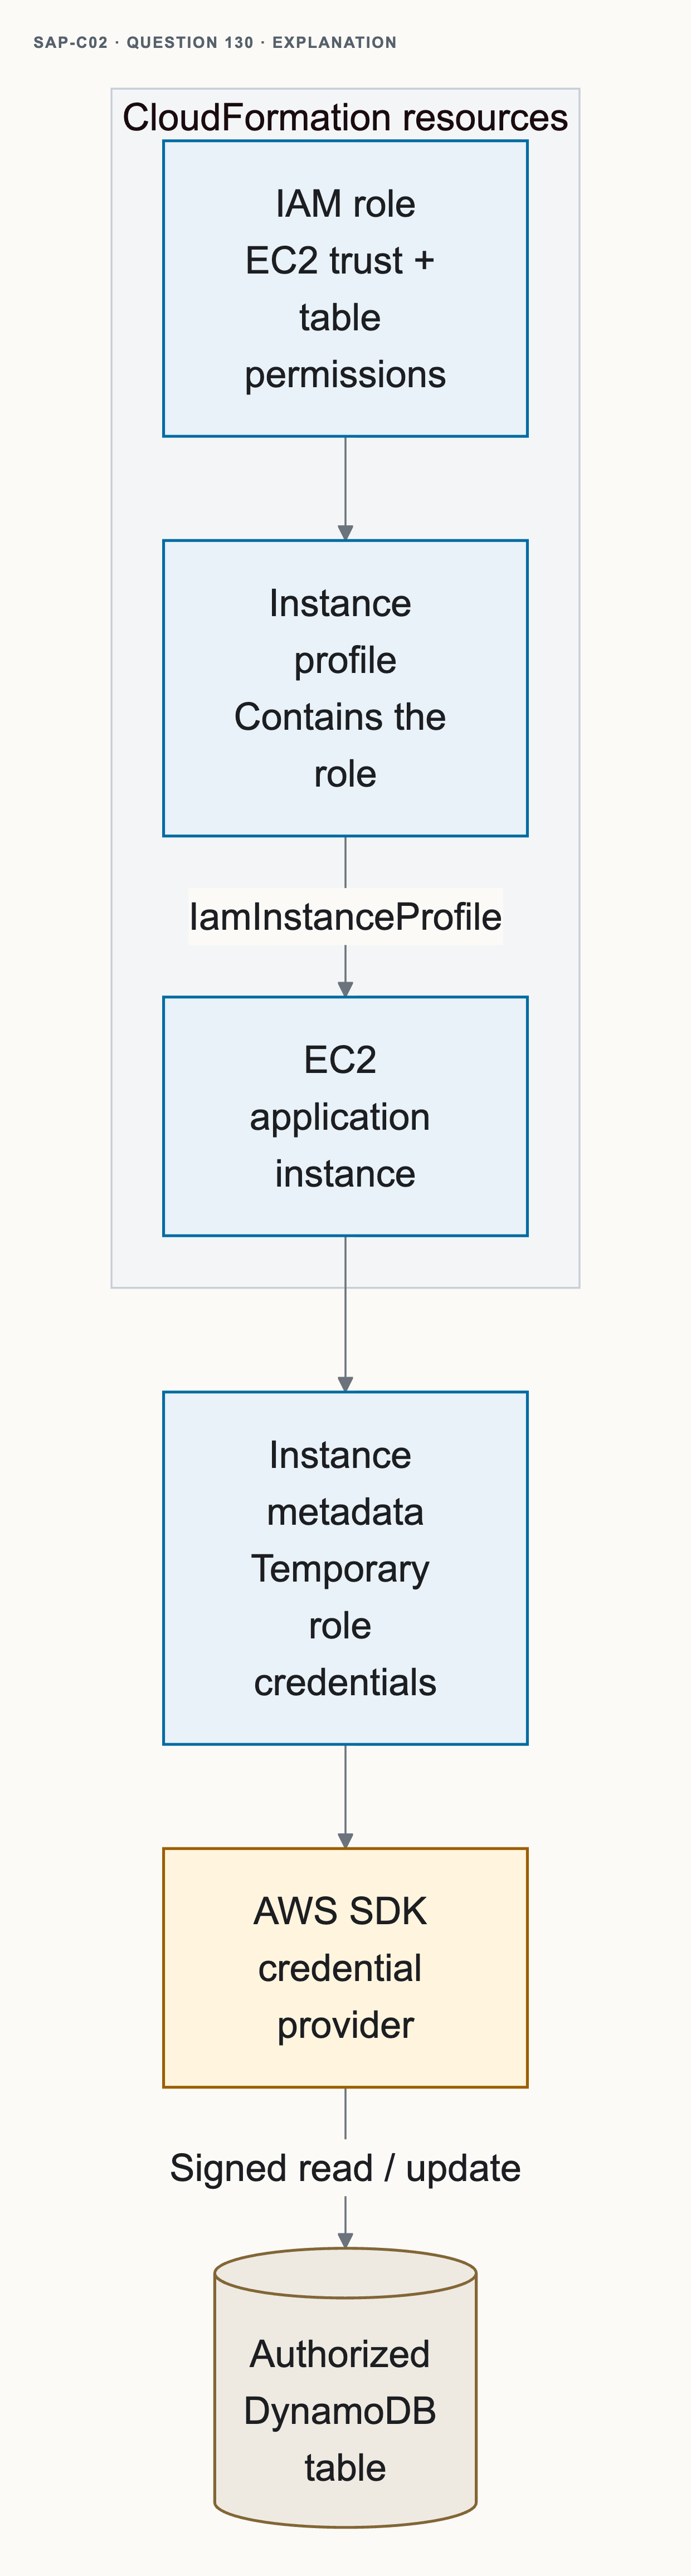 SAP-C02 · QUESTION 130 · EXPLANATION
CloudFormation resources
IAM role
EC2 trust +
table
permissions
Instance
profile
Contains the
role
IamInstanceProfile
EC2
application
instance
Instance
metadata
Temporary
role
credentials
AWS SDK
credential
provider
Signed read / update
Authorized
DynamoDB
table